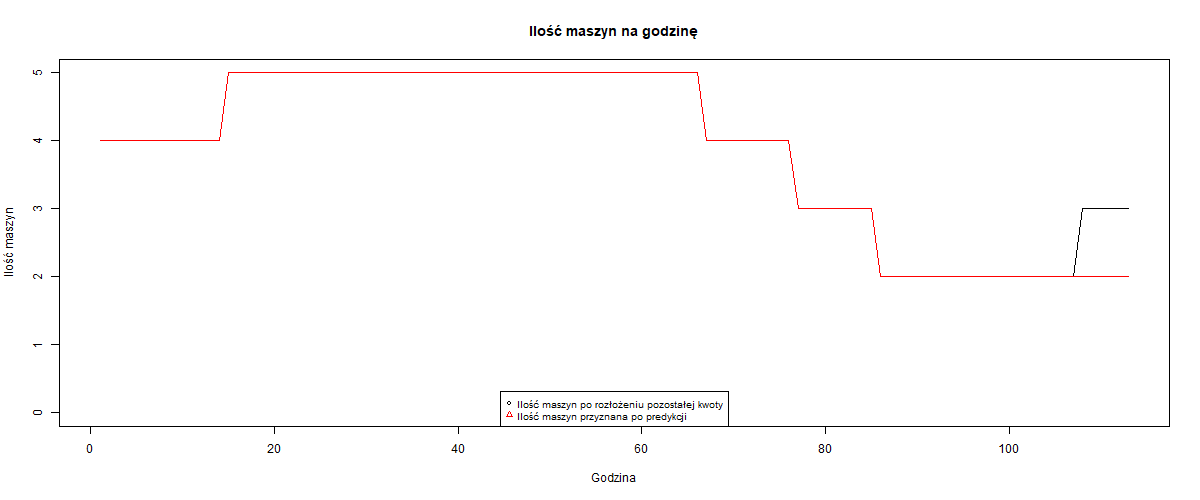 Ilość maszyn na godzinę
Ilość maszyn
5
4
3
2
1
0
Ilość maszyn po rozłożeniu pozostałej kwoty
Ilość maszyn przyznana po predykcji
0 20 40 60 80 100
Godzina